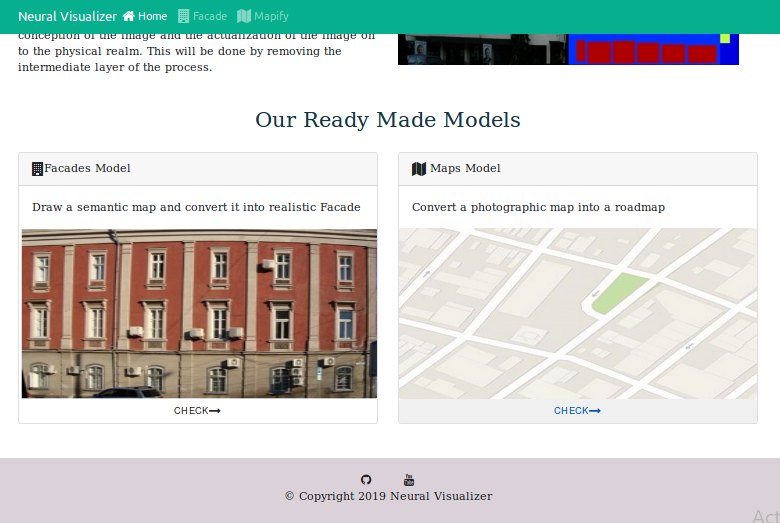 Neural Visualizer Home Facade Mapify
conception of the image and the actualization of the image on
to the physical realm. This will be done by removing the
intermediate layer of the process.
Our Ready Made Models
Facades Model
Draw a semantic map and convert it into realistic Facade
CHECK
Maps Model
Convert a photographic map into a roadmap
CHECK
You
Tube
© Copyright 2019 Neural Visualizer
Act